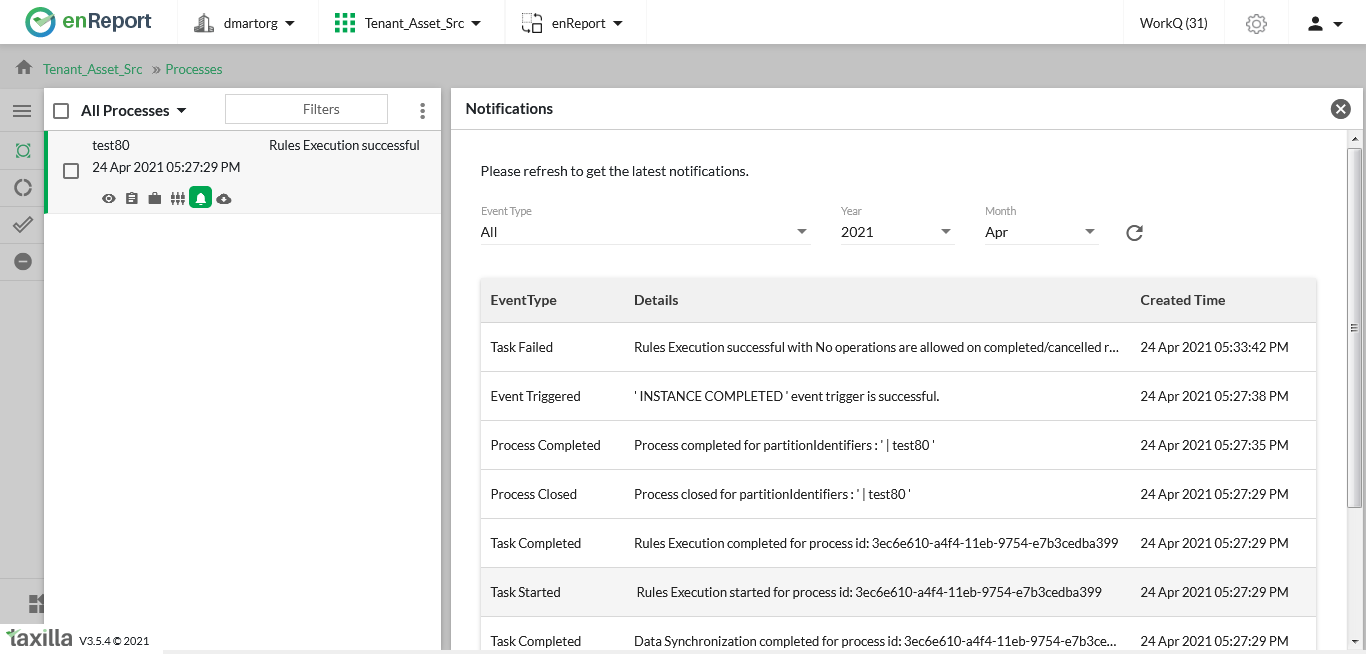 enReport dmartorg Tenant_Asset_Src enReport WorkQ (31)
Tenant_Asset_Src » Processes
All Processes Filters
test80 Rules Execution successful
24 Apr 2021 05:27:29 PM
Notifications
Please refresh to get the latest notifications.
Event Type Year Month
All 2021 Apr
EventType Details Created Time
Task Failed Rules Execution successful with No operations are allowed on completed/cancelled r... 24 Apr 2021 05:33:42 PM
Event Triggered ' INSTANCE COMPLETED ' event trigger is successful. 24 Apr 2021 05:27:38 PM
Process Completed Process completed for partitionIdentifiers : ' | test80 ' 24 Apr 2021 05:27:35 PM
Process Closed Process closed for partitionIdentifiers : ' | test80 ' 24 Apr 2021 05:27:29 PM
Task Completed Rules Execution completed for process id: 3ec6e610-a4f4-11eb-9754-e7b3cedba399 24 Apr 2021 05:27:29 PM
Task Started Rules Execution started for process id: 3ec6e610-a4f4-11eb-9754-e7b3cedba399 24 Apr 2021 05:27:29 PM
Task Completed Data Synchronization completed for process id: 3ec6e610-a4f4-11eb-9754-e7b3ce... 24 Apr 2021 05:27:29 PM
taxilla V3.5.4 © 2021